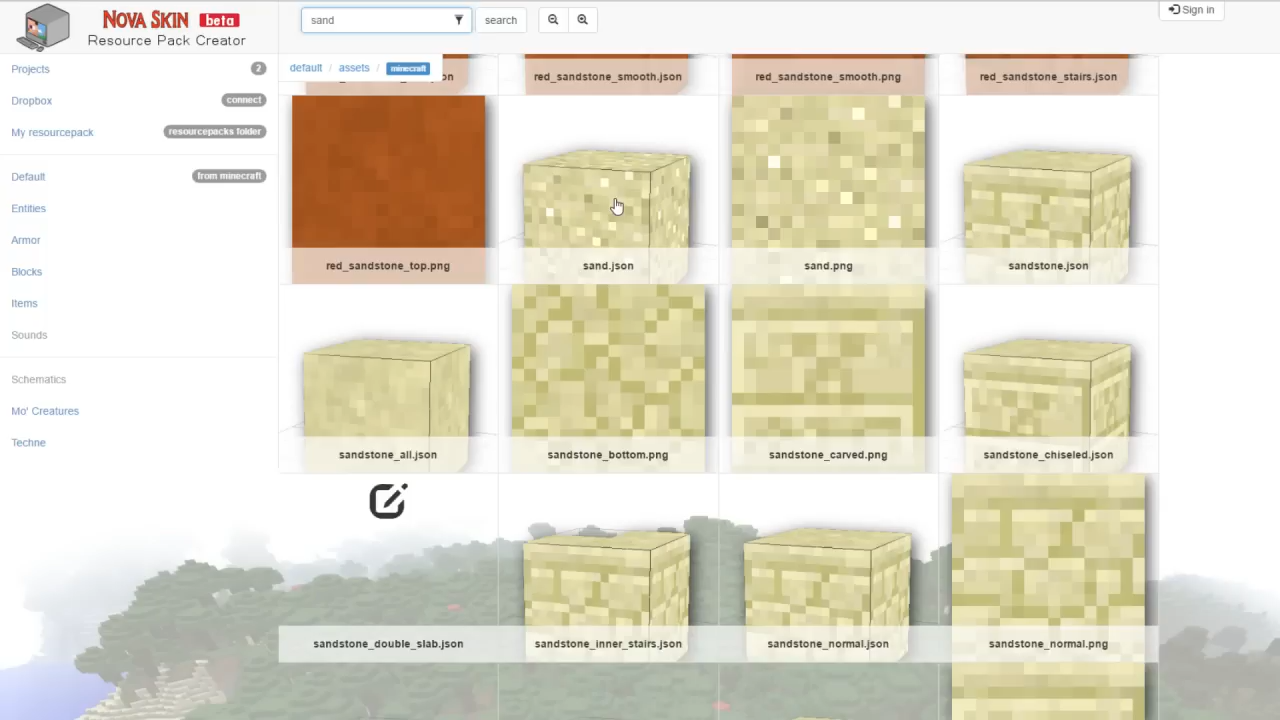 NOVA SKIN beta
Resource Pack Creator
sand
search
Sign in
Projects 2
Dropbox connect
My resourcepack resourcepacks folder
Default from minecraft
Entities
Armor
Blocks
Items
Sounds
Schematics
Mo' Creatures
Techne
default / assets / minecraft
red_sandstone_smooth.json
red_sandstone_smooth.png
red_sandstone_stairs.json
red_sandstone_top.png
sand.json
sand.png
sandstone.json
sandstone_all.json
sandstone_bottom.png
sandstone_carved.png
sandstone_chiseled.json
sandstone_double_slab.json
sandstone_inner_stairs.json
sandstone_normal.json
sandstone_normal.png